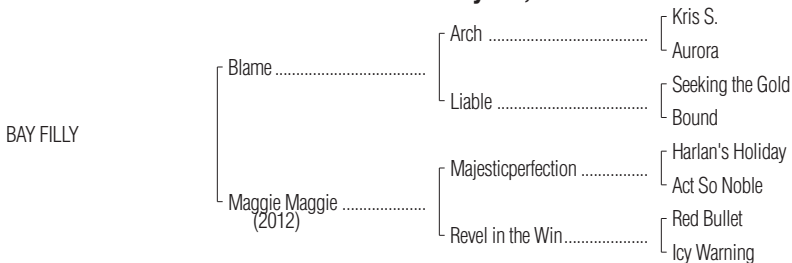 Kris S.
Arch ......................................
Aurora
Blame ....................................
Seeking the Gold
Liable ....................................
Bound
BAY FILLY
Harlan's Holiday
Majesticperfection ................
Act So Noble
Maggie Maggie ....................
(2012)
Red Bullet
Revel in the Win....................
Icy Warning